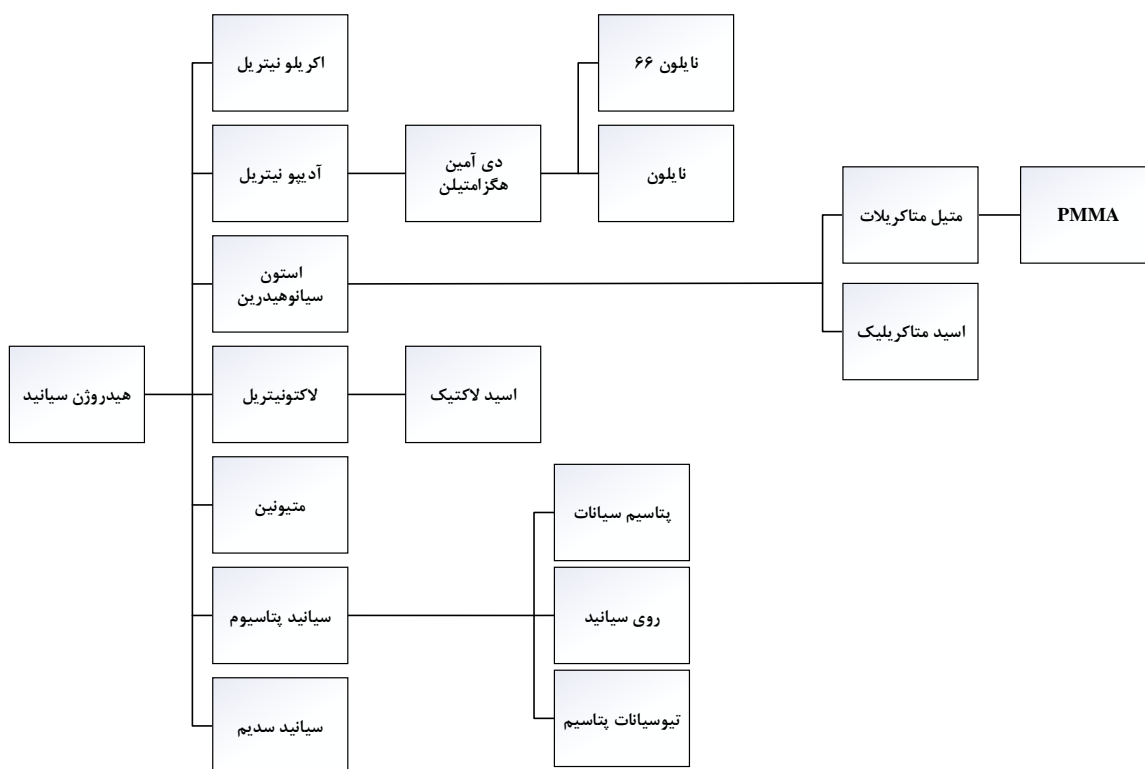 هیدروژن سیانید
اکریلو نیتریل
آدیپو نیتریل
دی آمین
هگزامتیلن
نایلون ۶۶
نایلون
استون
سیانوهیدرین
متیل متاکریلات
PMMA
اسید متاکریلیک
لاکتونیتریل
اسید لاکتیک
متیونین
سیانید پتاسیوم
پتاسیم سیانات
روی سیانید
تیوسیانات پتاسیم
سیانید سدیم